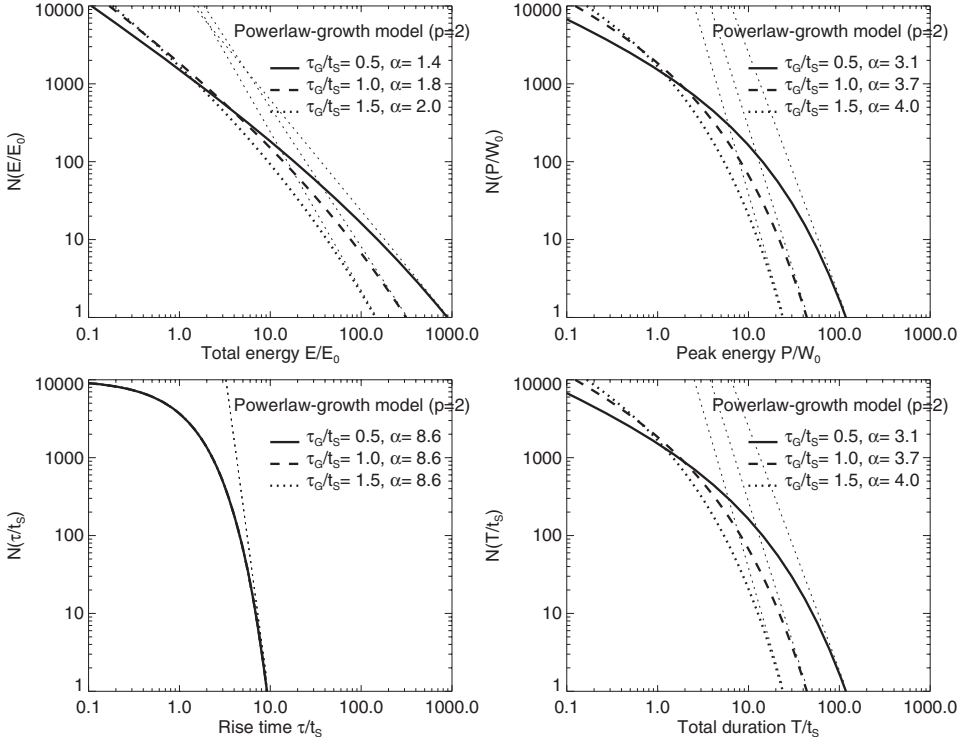 10000
1000
100
10
1
N(E/E0)
Powerlaw-growth model (p=2)
τG/tS= 0.5, α= 1.4
τG/tS= 1.0, α= 1.8
τG/tS= 1.5, α= 2.0
0.1 1.0 10.0 100.0 1000.0
Total energy E/E0
10000
1000
100
10
1
N(P/W0)
Powerlaw-growth model (p=2)
τG/tS= 0.5, α= 3.1
τG/tS= 1.0, α= 3.7
τG/tS= 1.5, α= 4.0
0.1 1.0 10.0 100.0 1000.0
Peak energy P/W0
10000
1000
100
10
1
N(τ/tS)
Powerlaw-growth model (p=2)
τG/tS= 0.5, α= 8.6
τG/tS= 1.0, α= 8.6
τG/tS= 1.5, α= 8.6
0.1 1.0 10.0 100.0 1000.0
Rise time τ/tS
10000
1000
100
10
1
N(T/tS)
Powerlaw-growth model (p=2)
τG/tS= 0.5, α= 3.1
τG/tS= 1.0, α= 3.7
τG/tS= 1.5, α= 4.0
0.1 1.0 10.0 100.0 1000.0
Total duration T/tS